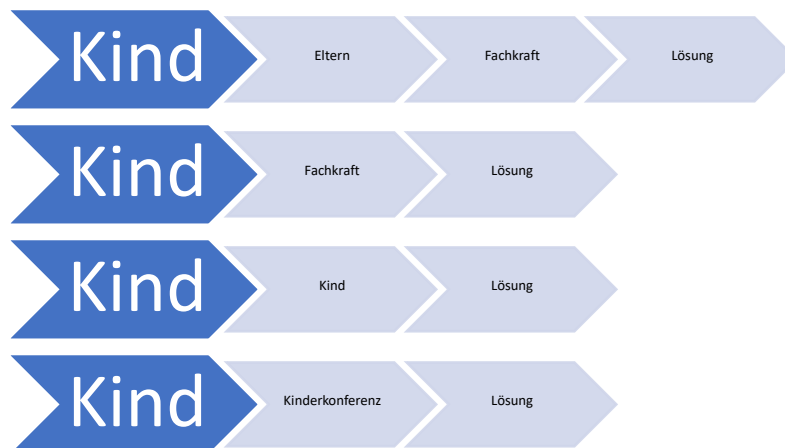 Kind Eltern Fachkraft Lösung
Kind Fachkraft Lösung
Kind Kind Lösung
Kind Kinderkonferenz Lösung